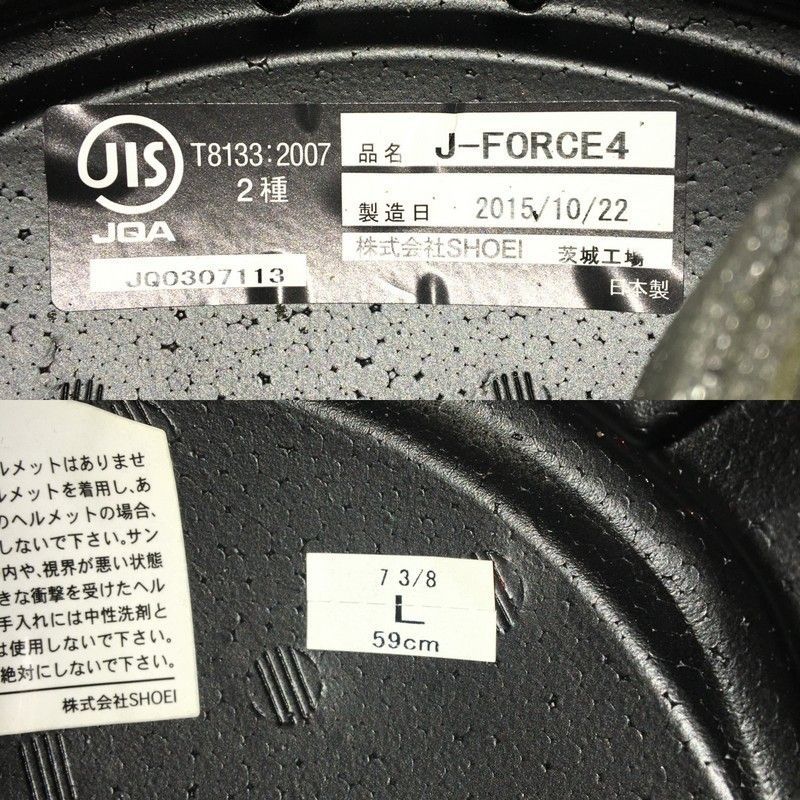 JIS
JQA
T8133:2007
2種
JQ0307113
品名 J-FORCE4
製造日 2015/10/22
株式会社SHOEI 茨城工場
日本製
ルメットはありませ
ルメットを着用し、あ
のヘルメットの場合、
しないで下さい。サン
内や、視界が悪い状態
きな衝撃を受けたヘル
手入れには中性洗剤と
は使用しないで下さい。
絶対にしないで下さい。
株式会社SHOEI
7 3/8
L
59cm